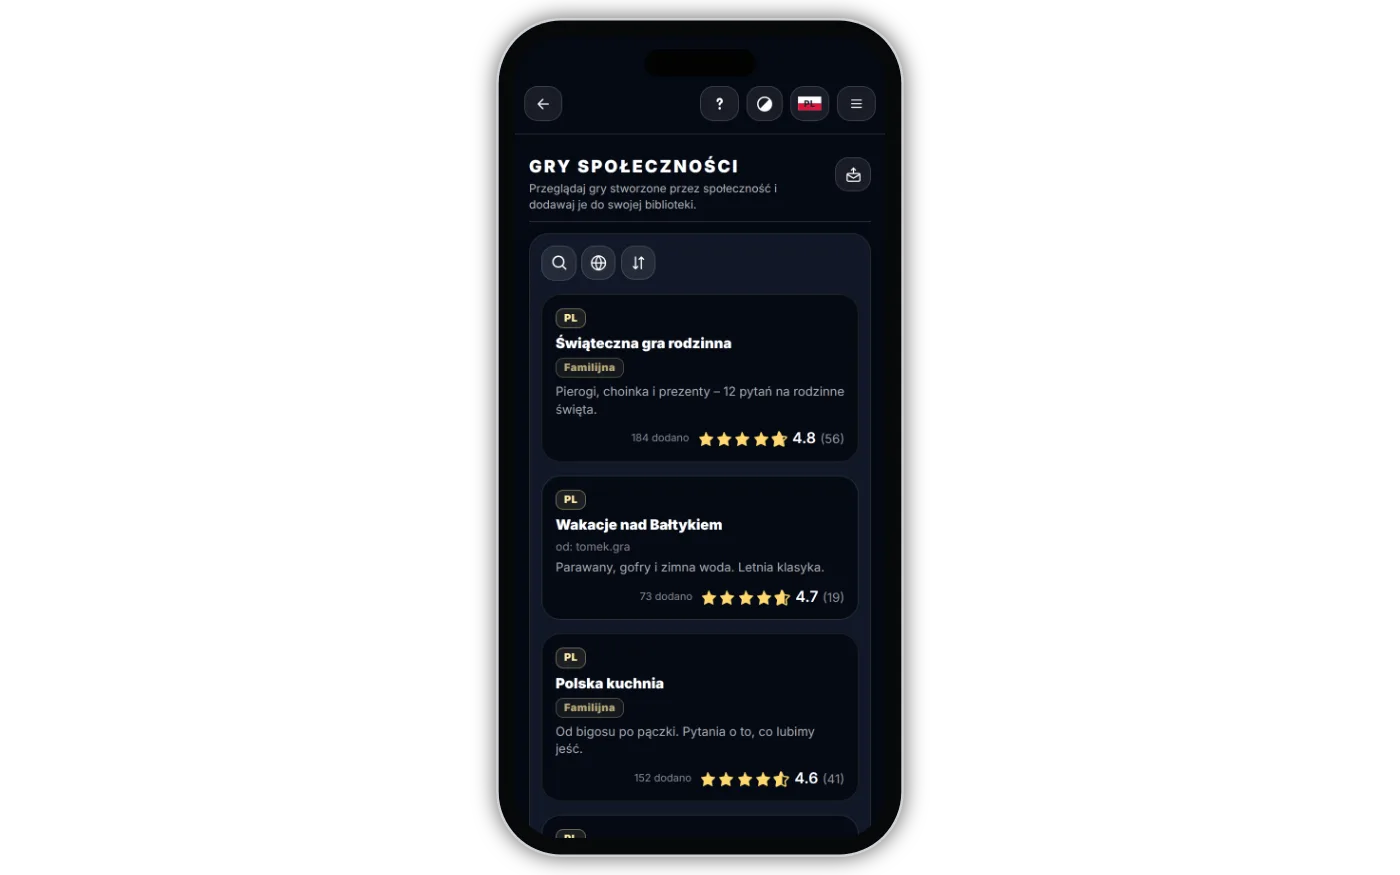 ?
PL
GRY SPOŁECZNOŚCI
Przeglądaj gry stworzone przez społeczność i
dodawaj je do swojej biblioteki.
PL
Świąteczna gra rodzinna
Familijna
Pierogi, choinka i prezenty – 12 pytań na rodzinne
święta.
184 dodano 4.8 (56)
PL
Wakacje nad Bałtykiem
od: tomek.gra
Parawany, gofry i zimna woda. Letnia klasyka.
73 dodano 4.7 (19)
PL
Polska kuchnia
Familijna
Od bigosu po pączki. Pytania o to, co lubimy
jeść.
152 dodano 4.6 (41)
PL